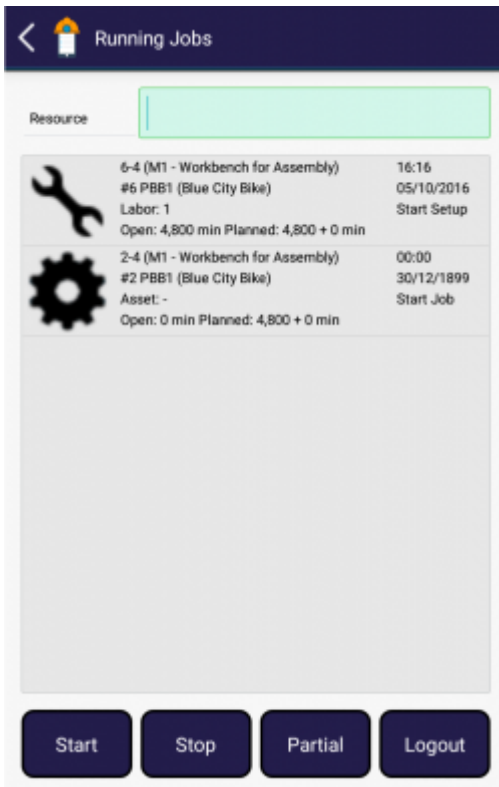 Running Jobs
Resource
6-4 (M1 - Workbench for Assembly) 16:16
#6 PBB1 (Blue City Bike) 05/10/2016
Labor: 1 Start Setup
Open: 4,800 min Planned: 4,800 + 0 min
2-4 (M1 - Workbench for Assembly) 00:00
#2 PBB1 (Blue City Bike) 30/12/1899
Asset: - Start Job
Open: 0 min Planned: 4,800 + 0 min
Start Stop Partial Logout